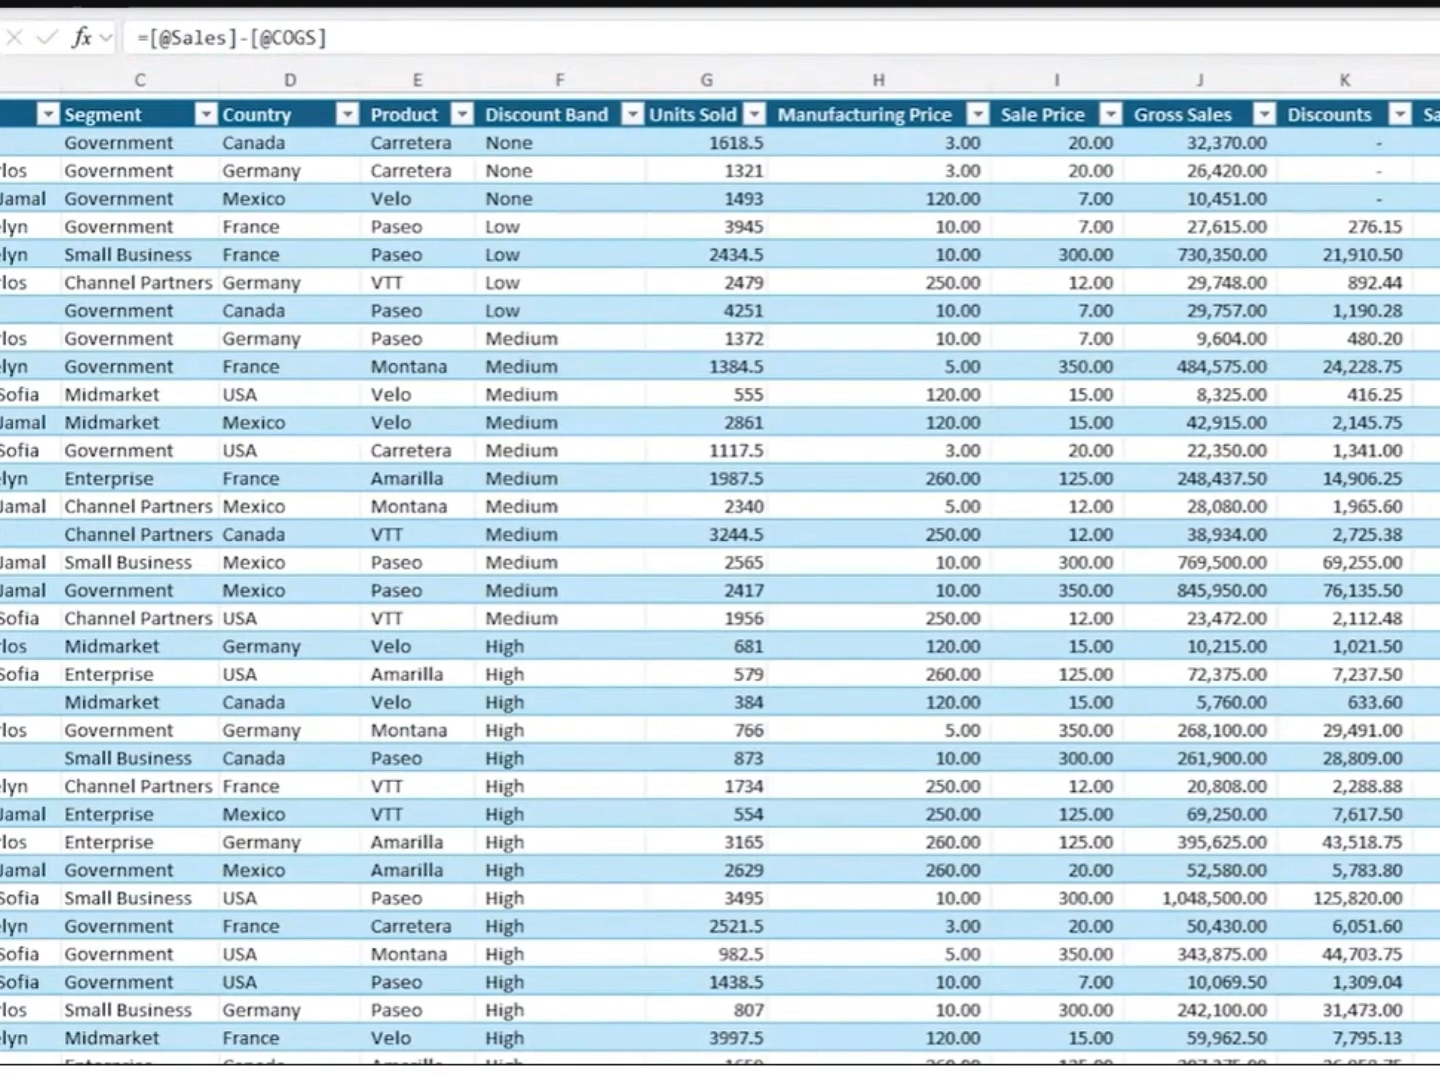 fx =[@Sales]-[@COGS]
C D E F G H I J K
Segment Country Product Discount Band Units Sold Manufacturing Price Sale Price Gross Sales Discounts Sa
Government Canada Carretera None 1618.5 3.00 20.00 32,370.00 -
rlos Government Germany Carretera None 1321 3.00 20.00 26,420.00 -
Jamal Government Mexico Velo None 1493 120.00 7.00 10,451.00 -
elyn Government France Paseo Low 3945 10.00 7.00 27,615.00 276.15
elyn Small Business France Paseo Low 2434.5 10.00 300.00 730,350.00 21,910.50
rlos Channel Partners Germany VTT Low 2479 250.00 12.00 29,748.00 892.44
Government Canada Paseo Low 4251 10.00 7.00 29,757.00 1,190.28
rlos Government Germany Paseo Medium 1372 10.00 7.00 9,604.00 480.20
elyn Government France Montana Medium 1384.5 5.00 350.00 484,575.00 24,228.75
Sofia Midmarket USA Velo Medium 555 120.00 15.00 8,325.00 416.25
Jamal Midmarket Mexico Velo Medium 2861 120.00 15.00 42,915.00 2,145.75
Sofia Government USA Carretera Medium 1117.5 3.00 20.00 22,350.00 1,341.00
elyn Enterprise France Amarilla Medium 1987.5 260.00 125.00 248,437.50 14,906.25
Jamal Channel Partners Mexico Montana Medium 2340 5.00 12.00 28,080.00 1,965.60
Channel Partners Canada VTT Medium 3244.5 250.00 12.00 38,934.00 2,725.38
Jamal Small Business Mexico Paseo Medium 2565 10.00 300.00 769,500.00 69,255.00
Jamal Government Mexico Paseo Medium 2417 10.00 350.00 845,950.00 76,135.50
Sofia Channel Partners USA VTT Medium 1956 250.00 12.00 23,472.00 2,112.48
rlos Midmarket Germany Velo High 681 120.00 15.00 10,215.00 1,021.50
Sofia Enterprise USA Amarilla High 579 260.00 125.00 72,375.00 7,237.50
Midmarket Canada Velo High 384 120.00 15.00 5,760.00 633.60
rlos Government Germany Montana High 766 5.00 350.00 268,100.00 29,491.00
Small Business Canada Paseo High 873 10.00 300.00 261,900.00 28,809.00
elyn Channel Partners France VTT High 1734 250.00 12.00 20,808.00 2,288.88
Jamal Enterprise Mexico VTT High 554 250.00 125.00 69,250.00 7,617.50
rlos Enterprise Germany Amarilla High 3165 260.00 125.00 395,625.00 43,518.75
Jamal Government Mexico Amarilla High 2629 260.00 20.00 52,580.00 5,783.80
Sofia Small Business USA Paseo High 3495 10.00 300.00 1,048,500.00 125,820.00
elyn Government France Carretera High 2521.5 3.00 20.00 50,430.00 6,051.60
Sofia Government USA Montana High 982.5 5.00 350.00 343,875.00 44,703.75
Sofia Government USA Paseo High 1438.5 10.00 7.00 10,069.50 1,309.04
rlos Small Business Germany Paseo High 807 10.00 300.00 242,100.00 31,473.00
elyn Midmarket France Velo High 3997.5 120.00 15.00 59,962.50 7,795.13